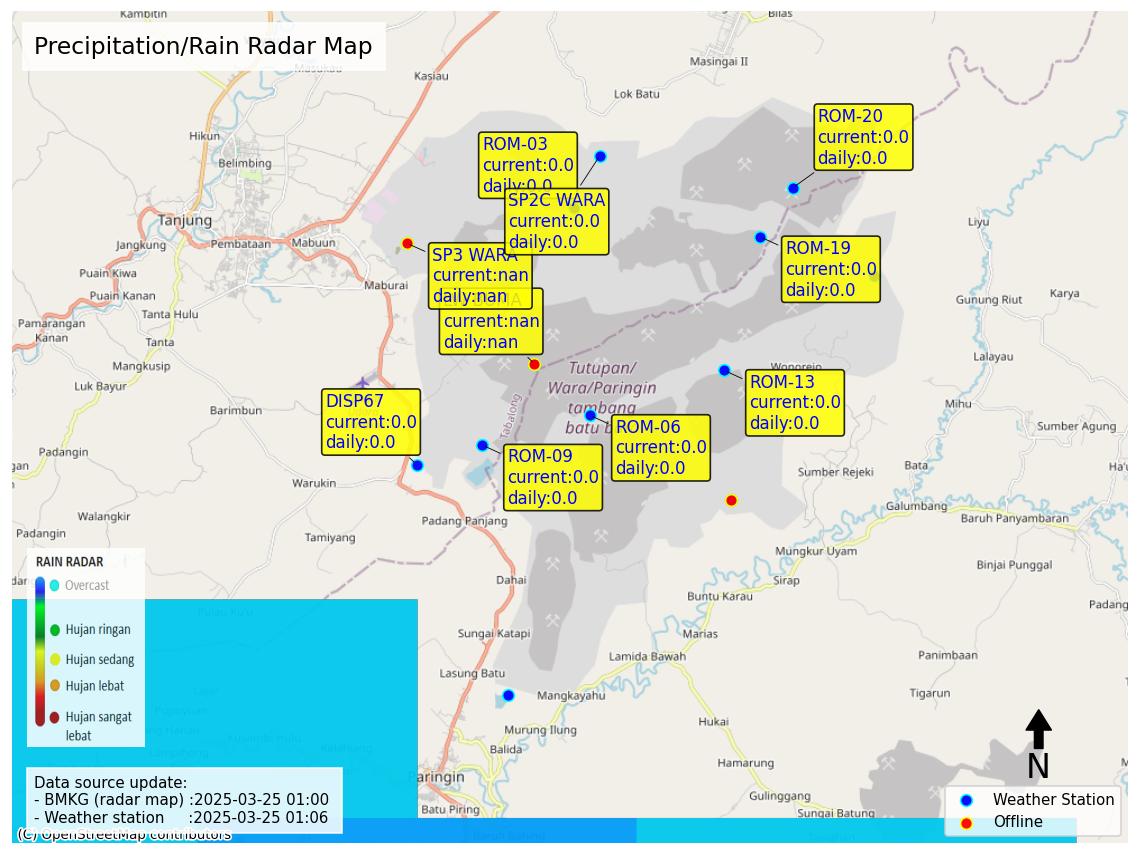 Kambitin
Bilas
Precipitation/Rain Radar Map
Masukau
Kasiau
Masingai II
Lok Batu
ROM-20
current:0.0
daily:0.0
Hikun
ROM-03
current:0.0
daily:0.0
Belimbing
SP2C WARA
current:0.0
daily:0.0
Tanjung
Liyu
Jangkung
Pembataan
Mabuun
SP3 WARA
current:nan
daily:nan
ROM-19
current:0.0
daily:0.0
Puain Kiwa
Maburai
Puain Kanan
Gunung Riut
Karya
Tanta Hulu
current:nan
daily:nan
Pamarangan
Kanan
Tanta
Lalayau
Mangkusip
Wonorejo
Luk Bayur
Tutupan/
Wara/Paringin
tambang
batu b
ROM-13
current:0.0
daily:0.0
DISP67
current:0.0
daily:0.0
Barimbun
Tabalong
Mihu
ROM-06
current:0.0
daily:0.0
Sumber Agung
ROM-09
current:0.0
daily:0.0
gan
Padangin
Bata
Sumber Rejeki
Warukin
Galumbang
Walangkir
Padang Panjang
Baruh Panyambaran
Padangin
Tamiyang
Mungkur Uyam
Binjai Punggal
RAIN RADAR
Overcast
Hujan ringan
Hujan sedang
Hujan lebat
Hujan sangat
lebat
Dahai
Sirap
Buntu Karau
Padang
Pulau Ku'u
Sungai Katapi
Marias
Lamida Bawah
Panimbaan
Lasung Batu
Mangkayahu
Tigarun
Hukai
Murung Ilung
Balida
Hamarung
N
Paringin
Gulinggang
Batu Piring
Sungai Batung
Data source update:
- BMKG (radar map) :2025-03-25 01:00
- Weather station :2025-03-25 01:06
Weather Station
Offline
(C) OpenStreetMap contributors